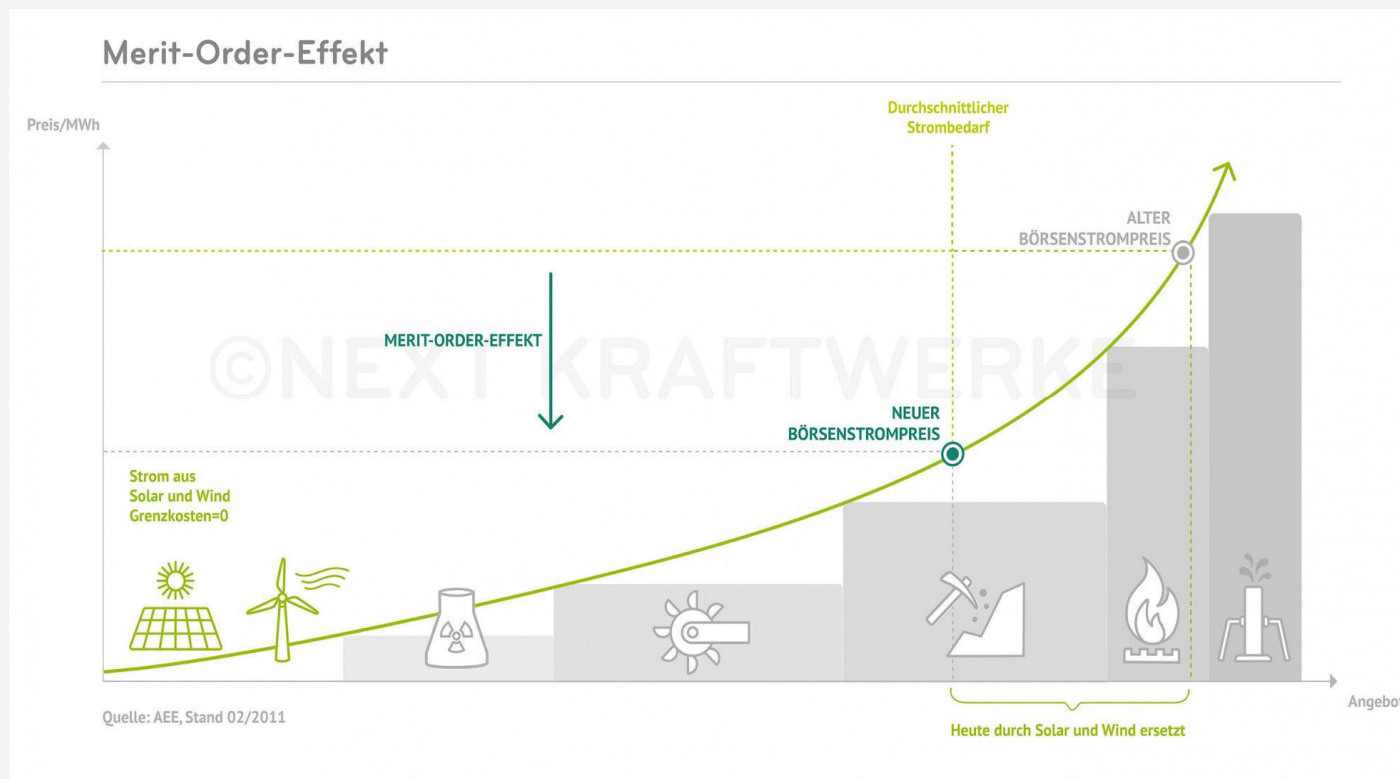 Merit-Order-Effekt
Preis/MWh
Durchschnittlicher
Strombedarf
ALTER
BÖRSENSTROMPREIS
MERIT-ORDER-EFFEKT
©NEXT KRAFTWERKE
NEUER
BÖRSENSTROMPREIS
Strom aus
Solar und Wind
Grenzkosten=0
Angebo
Quelle: AEE, Stand 02/2011
Heute durch Solar und Wind ersetzt